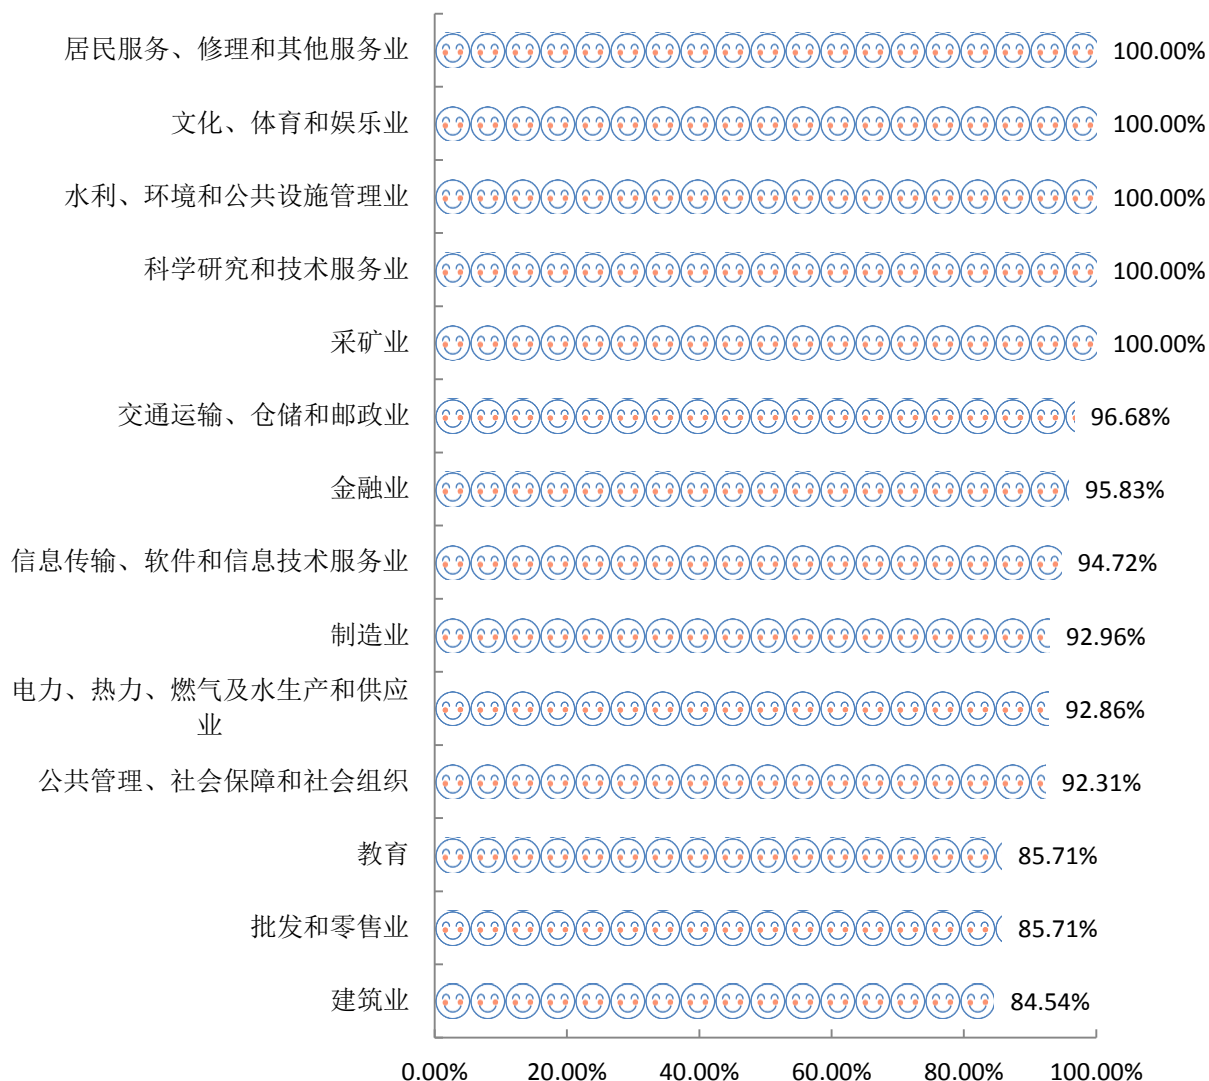 居民服务、修理和其他服务业 100.00%
文化、体育和娱乐业 100.00%
水利、环境和公共设施管理业 100.00%
科学研究和技术服务业 100.00%
采矿业 100.00%
交通运输、仓储和邮政业 96.68%
金融业 95.83%
信息传输、软件和信息技术服务业 94.72%
制造业 92.96%
电力、热力、燃气及水生产和供应
业 92.86%
公共管理、社会保障和社会组织 92.31%
教育 85.71%
批发和零售业 85.71%
建筑业 84.54%
0.00% 20.00% 40.00% 60.00% 80.00% 100.00%